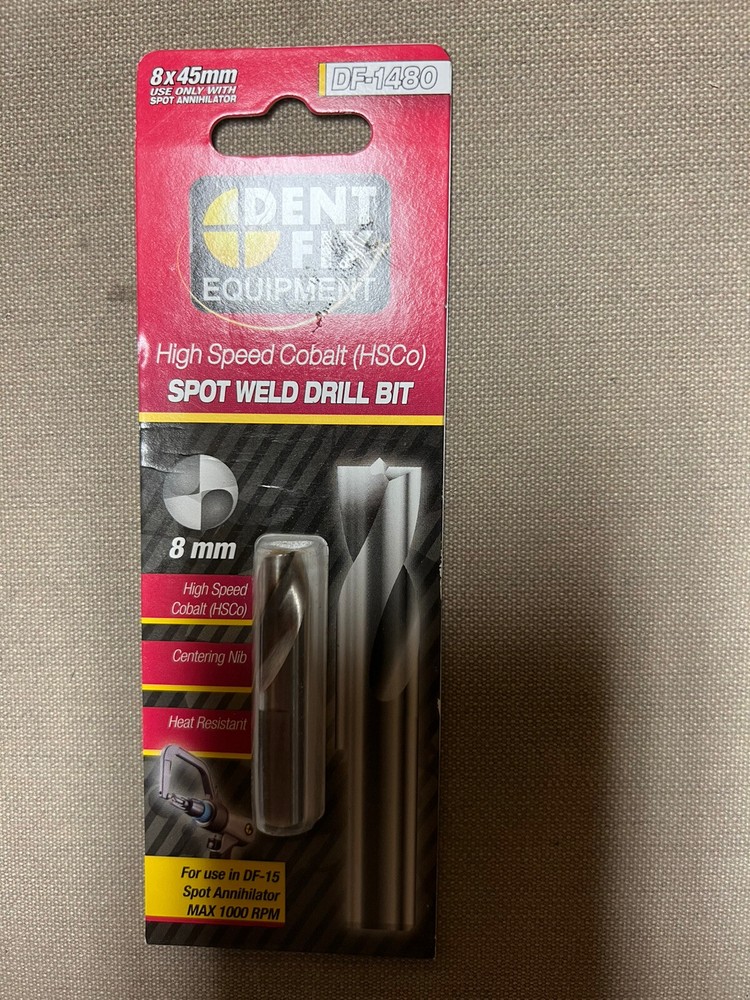 8x45mm
USE ONLY WITH
SPOT ANNIHILATOR
DF-1480
DENT
FIX
EQUIPMENT
High Speed Cobalt (HSCo)
SPOT WELD DRILL BIT
8 mm
High Speed
Cobalt (HSCo)
Centering Nib
Heat Resistant
For use in DF-15
Spot Annihilator
MAX 1000 RPM